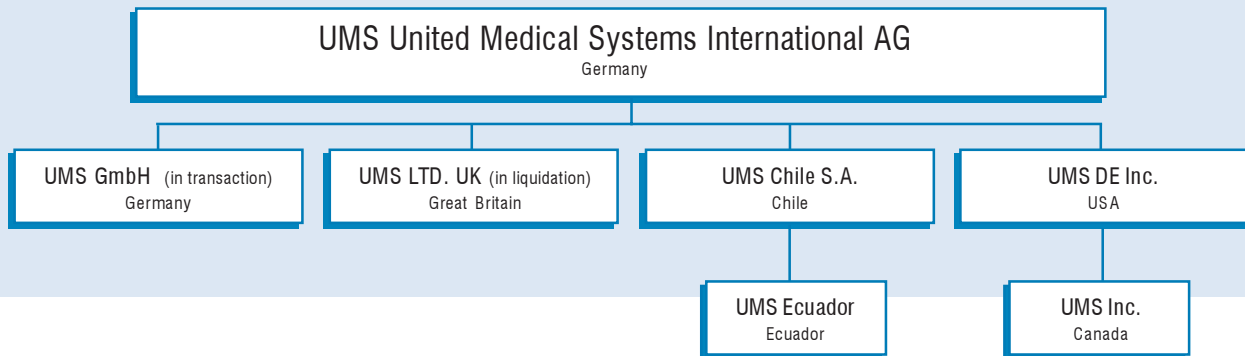 UMS United Medical Systems International AG
Germany
UMS GmbH (in transaction)
Germany
UMS LTD. UK (in liquidation)
Great Britain
UMS Chile S.A.
Chile
UMS DE Inc.
USA
UMS Ecuador
Ecuador
UMS Inc.
Canada